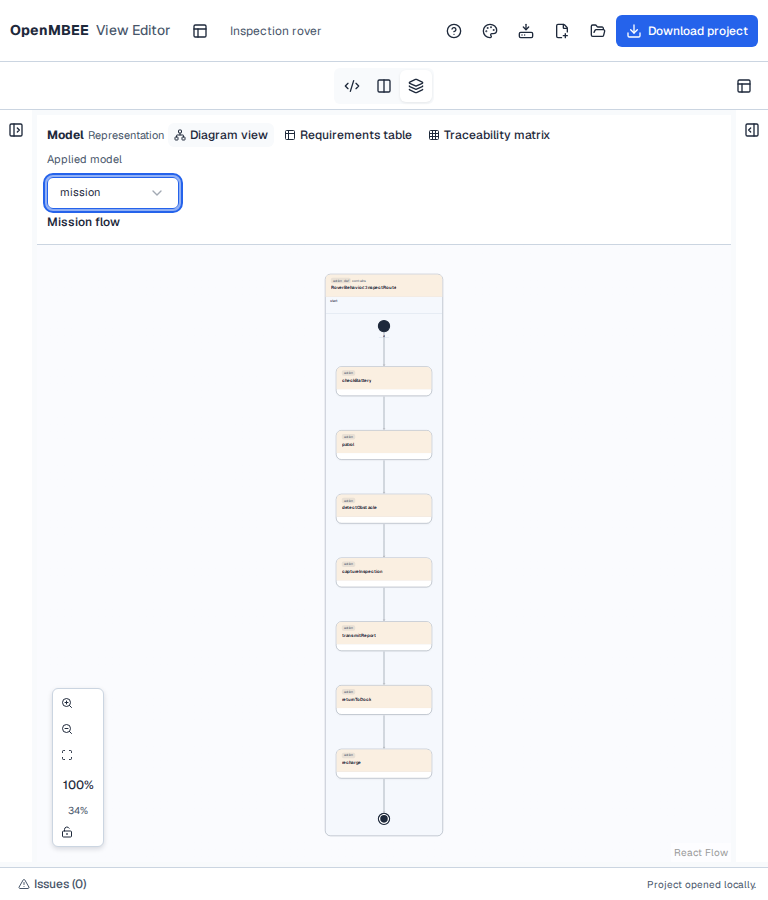 OpenMBEE View Editor
Inspection rover
Download project
Model Representation Diagram view Requirements table Traceability matrix
Applied model
mission
Mission flow
RoverBehavior::InspectRoute
start
checkBattery
patrol
detectObstacle
captureInspection
transmitReport
returnToDock
recharge
100%
34%
React Flow
Issues (0)
Project opened locally.